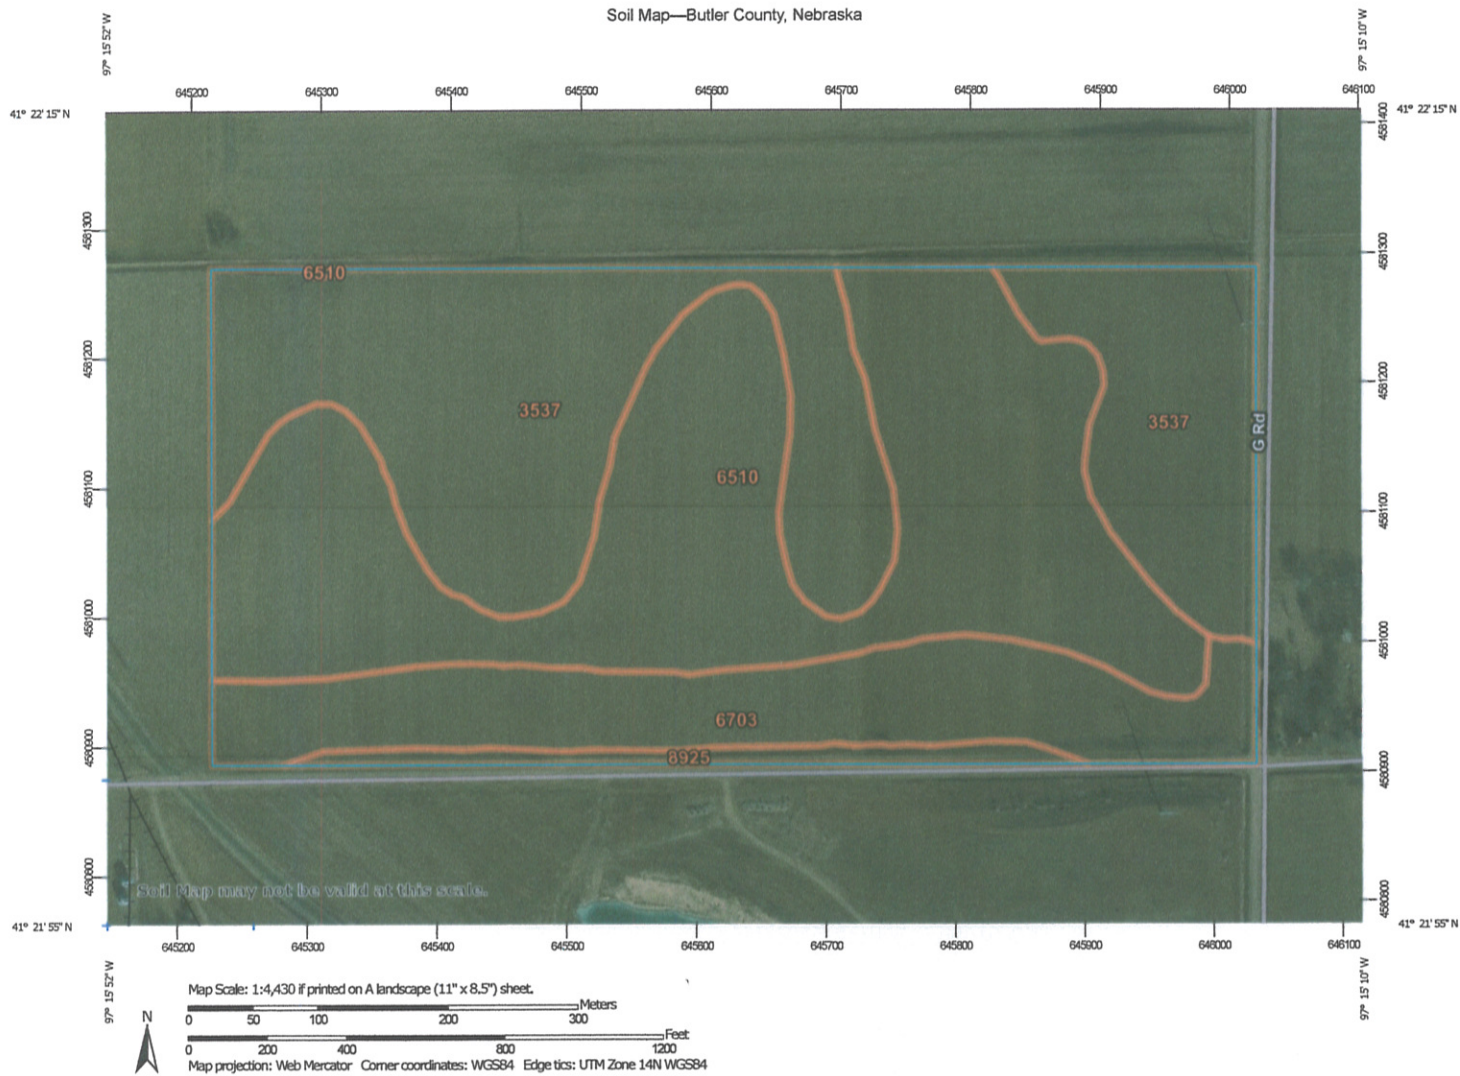 Soil Map—Butler County, Nebraska
97° 15' 52" W
97° 15' 10" W
645200 645300 645400 645500 645600 645700 645800 645900 646000 646100
41° 22' 15" N
41° 22' 15" N
4581400
4581300
4581300
6510
4581200
4581200
3537
3537
G Rd
6510
4581100
4581100
4581000
4581000
6703
4580900
8925
4580900
4580800
4580800
Soil Map may not be valid at this scale.
41° 21' 55" N
41° 21' 55" N
645200 645300 645400 645500 645600 645700 645800 645900 646000 646100
97° 15' 52" W
97° 15' 10" W
Map Scale: 1:4,430 if printed on A landscape (11" x 8.5") sheet.
Meters
0 50 100 200 300
N
Feet
0 200 400 800 1200
Map projection: Web Mercator Corner coordinates: WGS84 Edge tics: UTM Zone 14N WGS84